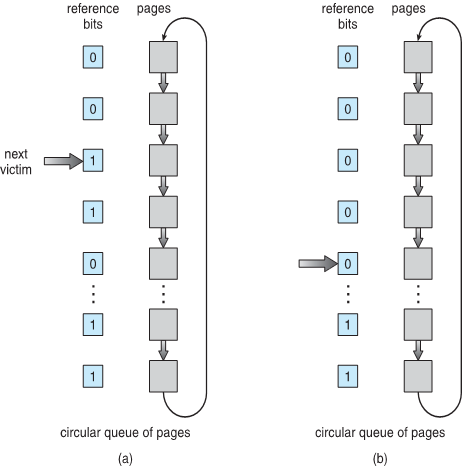 reference
bits
pages
0
0
next
victim
1
1
0
1
1
circular queue of pages
(a)
reference
bits
pages
0
0
0
0
0
1
1
circular queue of pages
(b)